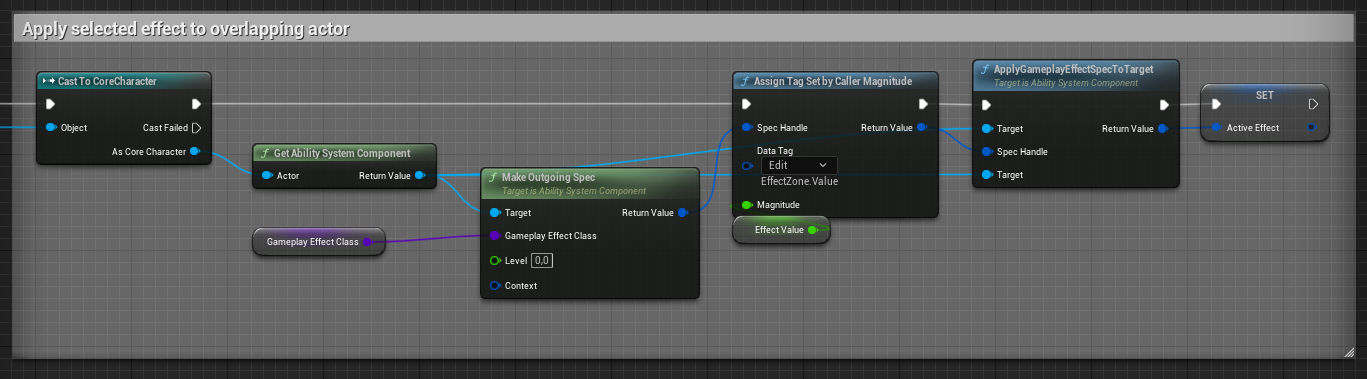 Apply selected effect to overlapping actor
Cast To CoreCharacter
Object
Cast Failed
As Core Character
Get Ability System Component
Actor
Return Value
Gameplay Effect Class
Make Outgoing Spec
Target is Ability System Component
Target
Return Value
Gameplay Effect Class
Level
0,0
Context
Assign Tag Set by Caller Magnitude
Spec Handle
Return Value
Data Tag
Edit
EffectZone.Value
Magnitude
Effect Value
ApplyGameplayEffectSpecToTarget
Target is Ability System Component
Target
Return Value
Spec Handle
Target
SET
Active Effect